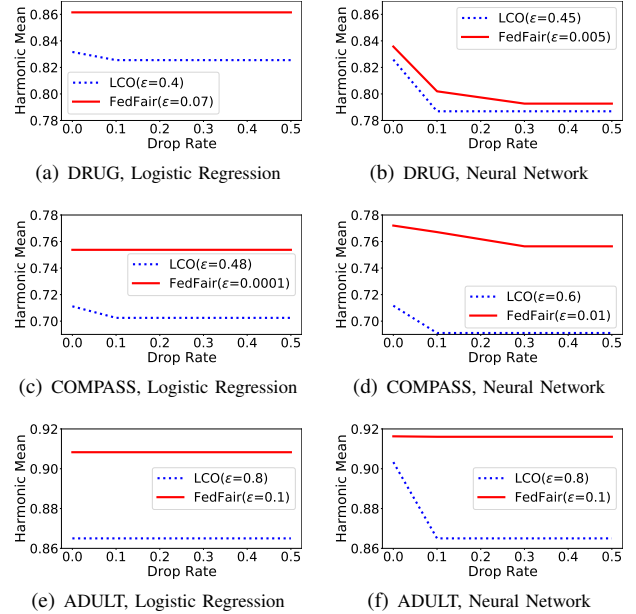 0.86
0.84
0.82
0.80
0.78
Harmonic Mean
LCO(ε=0.4)
FedFair(ε=0.07)
0.0 0.1 0.2 0.3 0.4 0.5
Drop Rate
(a) DRUG, Logistic Regression
0.86
0.84
0.82
0.80
0.78
Harmonic Mean
LCO(ε=0.45)
FedFair(ε=0.005)
0.0 0.1 0.2 0.3 0.4 0.5
Drop Rate
(b) DRUG, Neural Network
0.78
0.76
0.74
0.72
0.70
Harmonic Mean
LCO(ε=0.48)
FedFair(ε=0.0001)
0.0 0.1 0.2 0.3 0.4 0.5
Drop Rate
(c) COMPASS, Logistic Regression
0.78
0.76
0.74
0.72
0.70
Harmonic Mean
LCO(ε=0.6)
FedFair(ε=0.01)
0.0 0.1 0.2 0.3 0.4 0.5
Drop Rate
(d) COMPASS, Neural Network
0.92
0.90
0.88
0.86
Harmonic Mean
LCO(ε=0.8)
FedFair(ε=0.1)
0.0 0.1 0.2 0.3 0.4 0.5
Drop Rate
(e) ADULT, Logistic Regression
0.92
0.90
0.88
0.86
Harmonic Mean
LCO(ε=0.8)
FedFair(ε=0.1)
0.0 0.1 0.2 0.3 0.4 0.5
Drop Rate
(f) ADULT, Neural Network